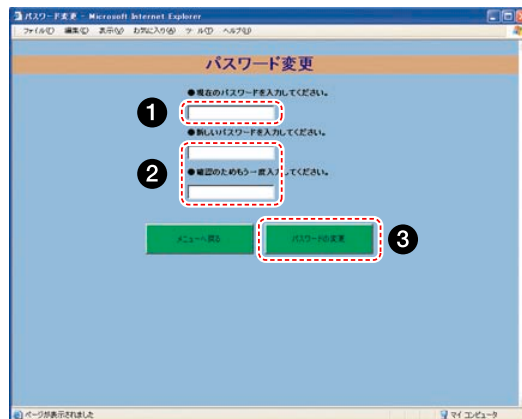 パスワード変更 - Microsoft Internet Explorer
ファイル(F) 編集(E) 表示(V) お気に入り(A) ツール(T) ヘルプ(H)
パスワード変更
●現在のパスワードを入力してください。
1
●新しいパスワードを入力してください。
2
●確認のためもう一度入力してください。
メニューへ戻る パスワードの変更 3
ページが表示されました マイ コンピュータ